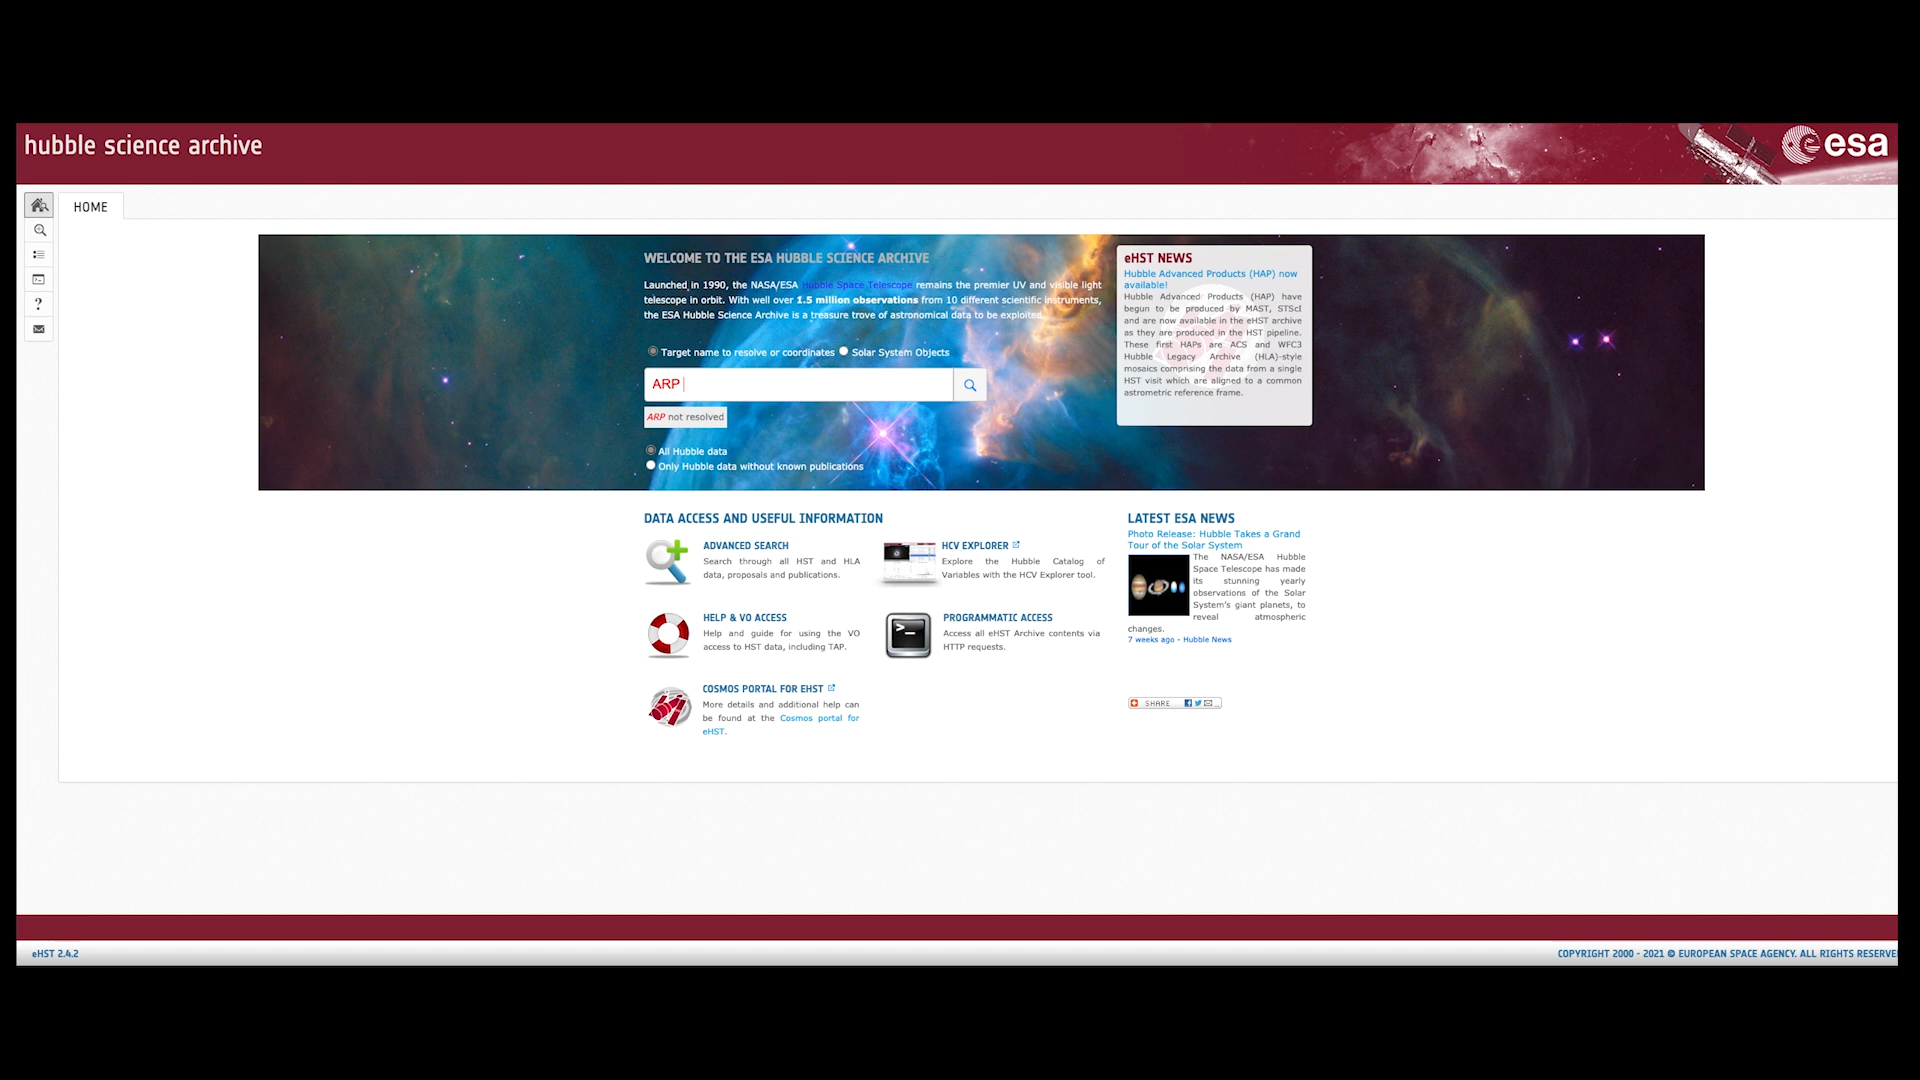 hubble science archive
esa
HOME
WELCOME TO THE ESA HUBBLE SCIENCE ARCHIVE
Launched in 1990, the NASA/ESA Hubble Space Telescope remains the premier UV and visible light
telescope in orbit. With well over 1.5 million observations from 10 different scientific instruments,
the ESA Hubble Science Archive is a treasure trove of astronomical data to be exploited.
Target name to resolve or coordinates Solar System Objects
ARP
ARP not resolved
All Hubble data
Only Hubble data without known publications
eHST NEWS
Hubble Advanced Products (HAP) now
available!
Hubble Advanced Products (HAP) have
begun to be produced by MAST, STScI
and are now available in the eHST archive
as they are produced in the HST pipeline.
These first HAPs are ACS and WFC3
Hubble Legacy Archive (HLA)-style
mosaics comprising the data from a single
HST visit which are aligned to a common
astrometric reference frame.
DATA ACCESS AND USEFUL INFORMATION
ADVANCED SEARCH
Search through all HST and HLA
data, proposals and publications.
HCV EXPLORER
Explore the Hubble Catalog of
Variables with the HCV Explorer tool.
HELP & VO ACCESS
Help and guide for using the VO
access to HST data, including TAP.
PROGRAMMATIC ACCESS
Access all eHST Archive contents via
HTTP requests.
COSMOS PORTAL FOR EHST
More details and additional help can
be found at the Cosmos portal for
eHST.
LATEST ESA NEWS
Photo Release: Hubble Takes a Grand
Tour of the Solar System
The NASA/ESA Hubble
Space Telescope has made
its stunning yearly
observations of the Solar
System's giant planets, to
reveal atmospheric
changes.
7 weeks ago - Hubble News
SHARE
eHST 2.4.2
COPYRIGHT 2000 - 2021 © EUROPEAN SPACE AGENCY. ALL RIGHTS RESERVE